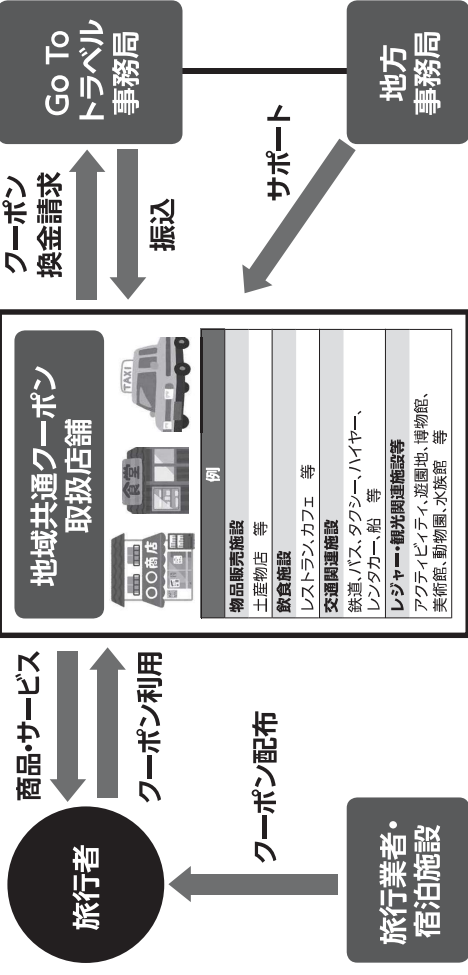 旅行者
商品・サービス
クーポン利用
クーポン配布
旅行業者・
宿泊施設
地域共通クーポン
取扱店舗
〇〇商店
食堂
TAXI
例
物品販売施設
土産物店　等
飲食施設
レストラン、カフェ　等
交通関連施設
鉄道、バス、タクシー、ハイヤー、
レンタカー、船　等
レジャー・観光関連施設等
アクティビィティ、遊園地、博物館、
美術館、動物園、水族館　等
クーポン
換金請求
振込
サポート
Go To
トラベル
事務局
地方
事務局